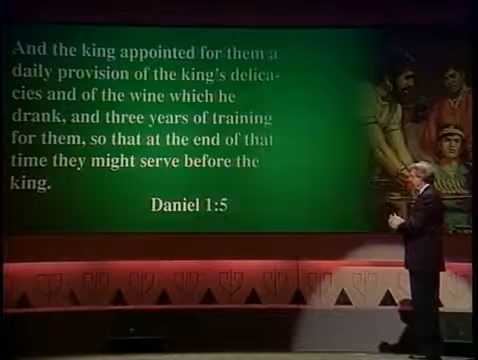 And the king appointed for them a
daily provision of the king's delica-
cies and of the wine which he
drank, and three years of training
for them, so that at the end of that
time they might serve before the
king.
Daniel 1:5